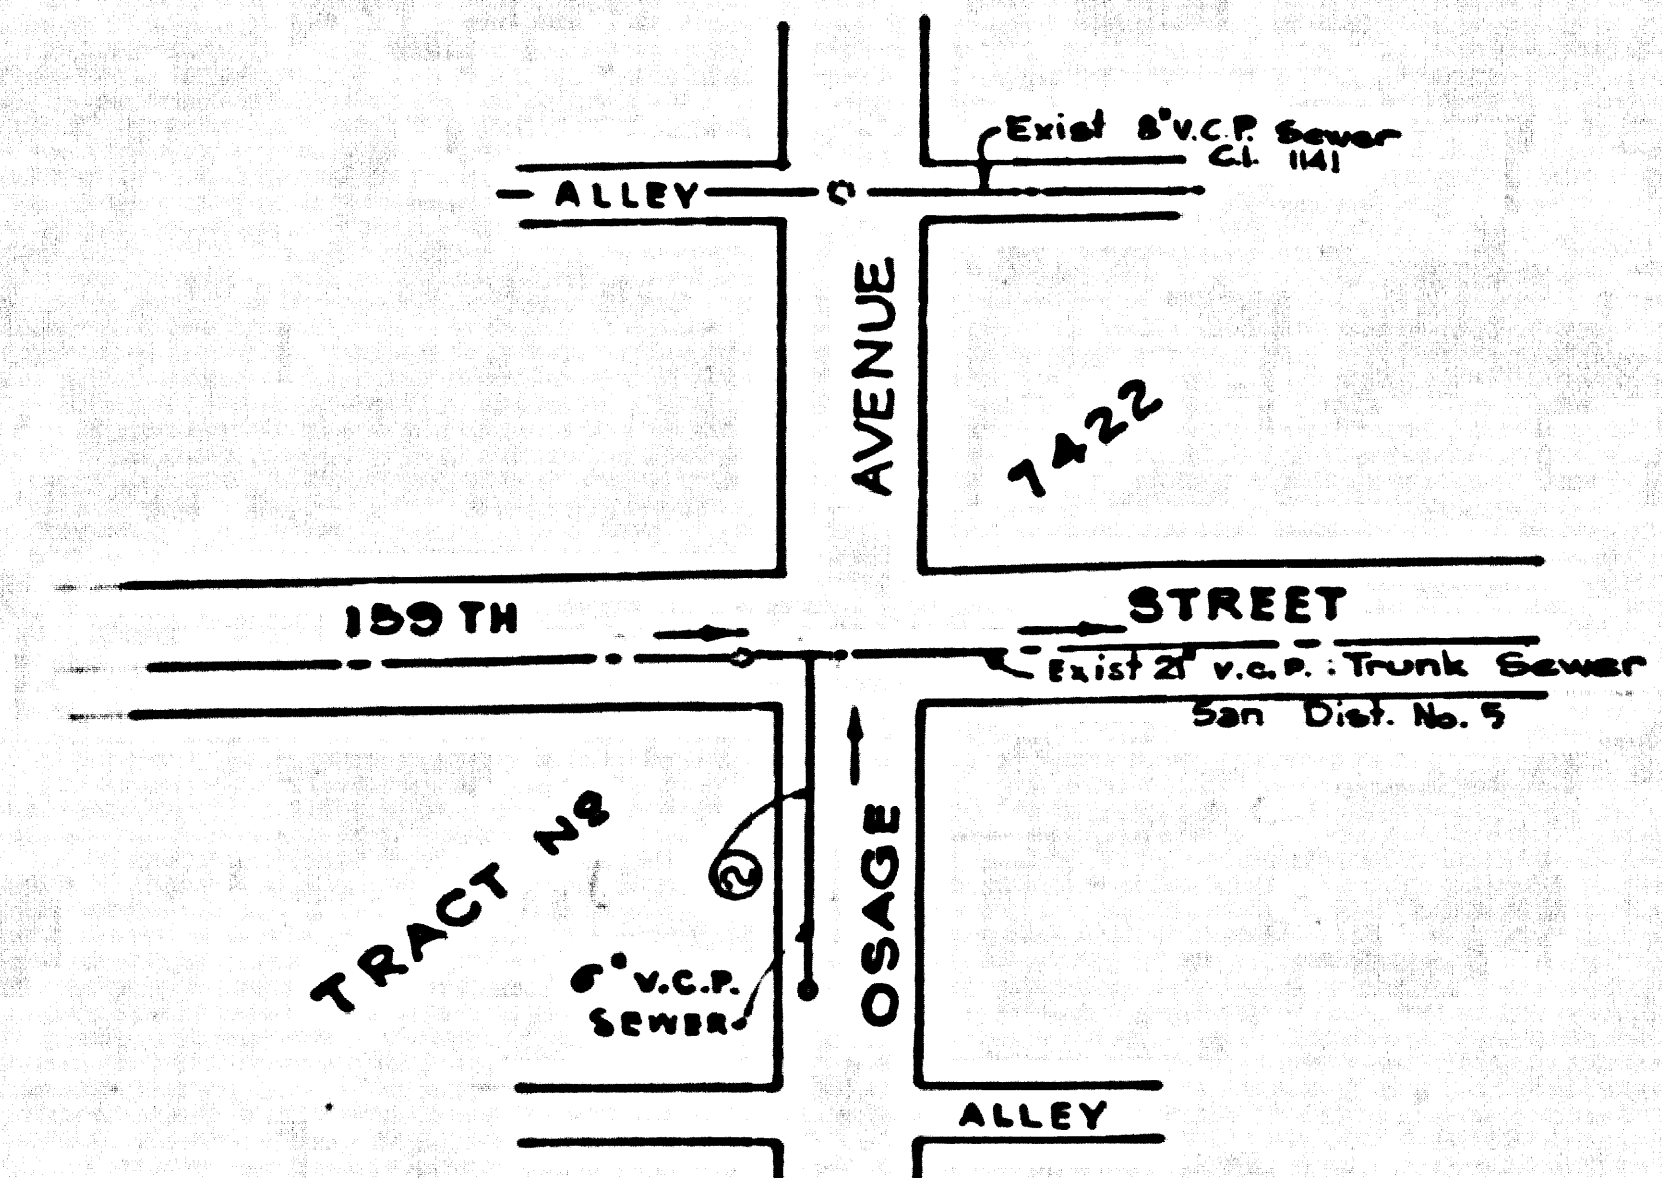 Exist 8" V.C.P. Sewer
C.I. 1141
ALLEY
AVENUE
7422
159TH STREET
Exist 21" V.C.P. : Trunk Sewer
San Dist. No. 5
TRACT Nº
2
OSAGE
6" V.C.P.
SEWER
ALLEY